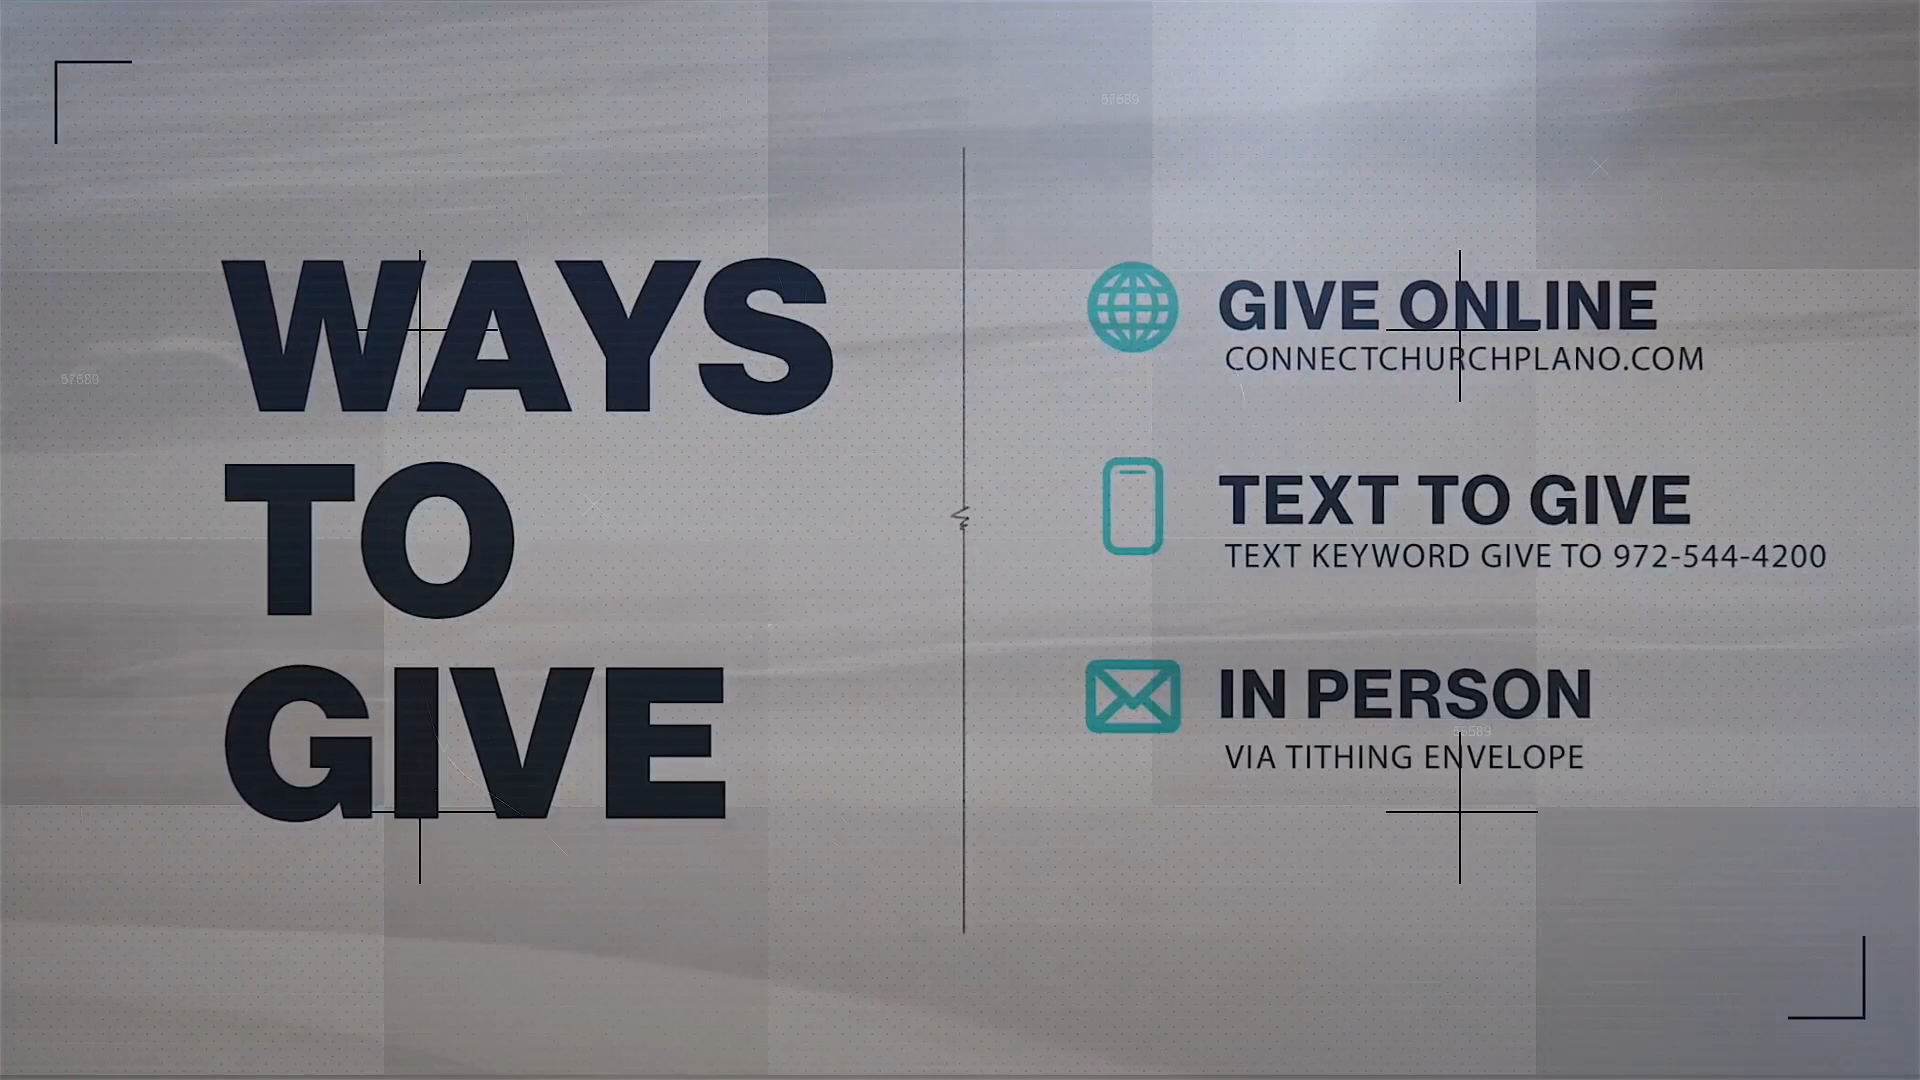 WAYS
TO
GIVE
GIVE ONLINE
CONNECTCHURCHPLANO.COM
TEXT TO GIVE
TEXT KEYWORD GIVE TO 972-544-4200
IN PERSON
VIA TITHING ENVELOPE
57689